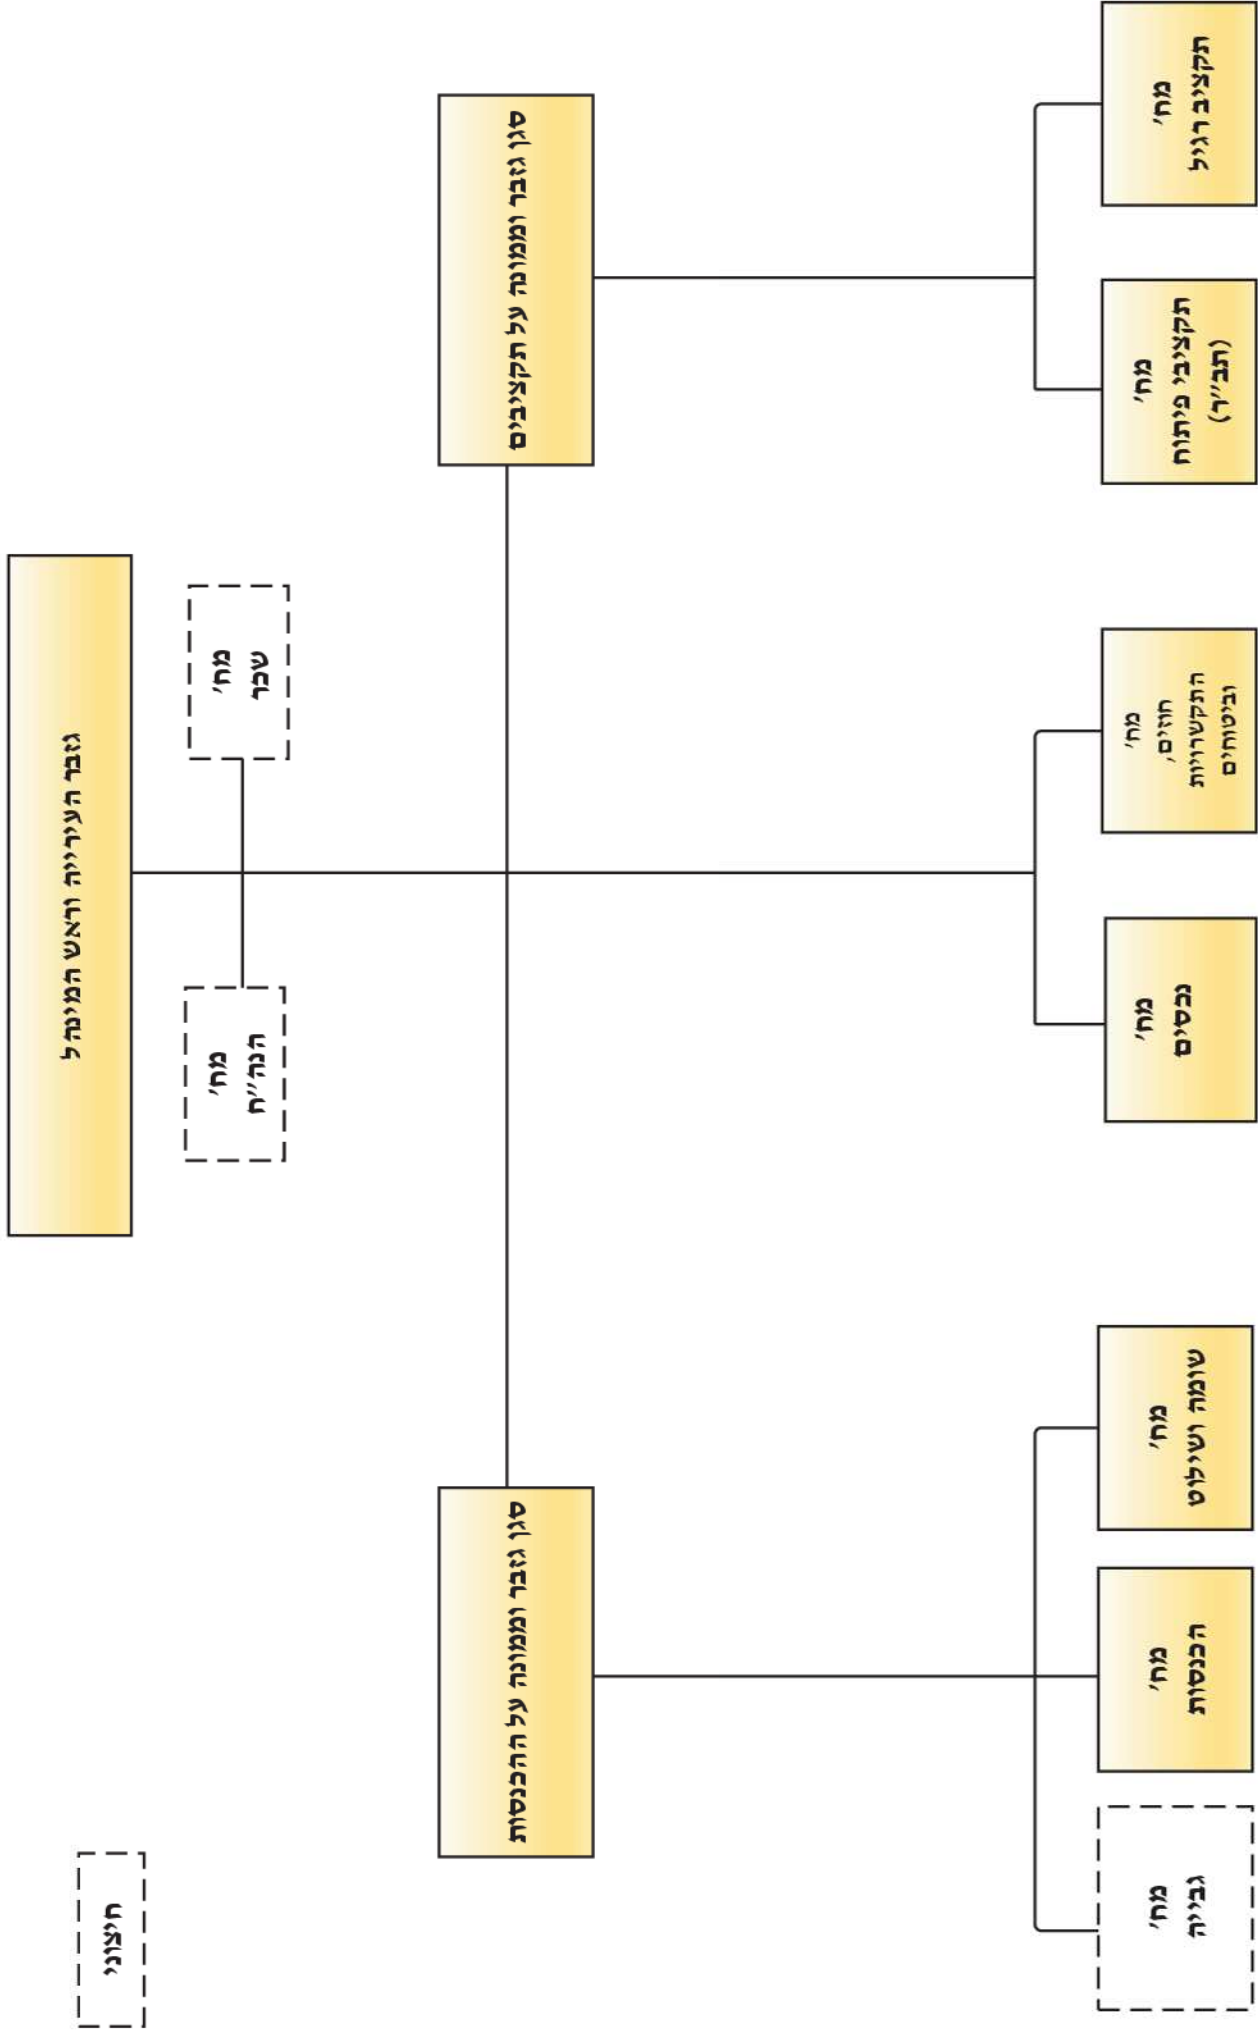 גזבר העירייה וראש המינהל
מח׳
שכר
מח׳
הנה״ח
סגן גזבר וממונה על תקציבים
סגן גזבר וממונה על ההכנסות
מח׳
תקציב רגיל
מח׳
תקציבי פיתוח
(תב״ר)
מח׳
חוזים,
התקשרויות
וביטוחים
מח׳
נכסים
מח׳
שומה ושילוט
מח׳
הכנסות
מח׳
גבייה
חיצוני